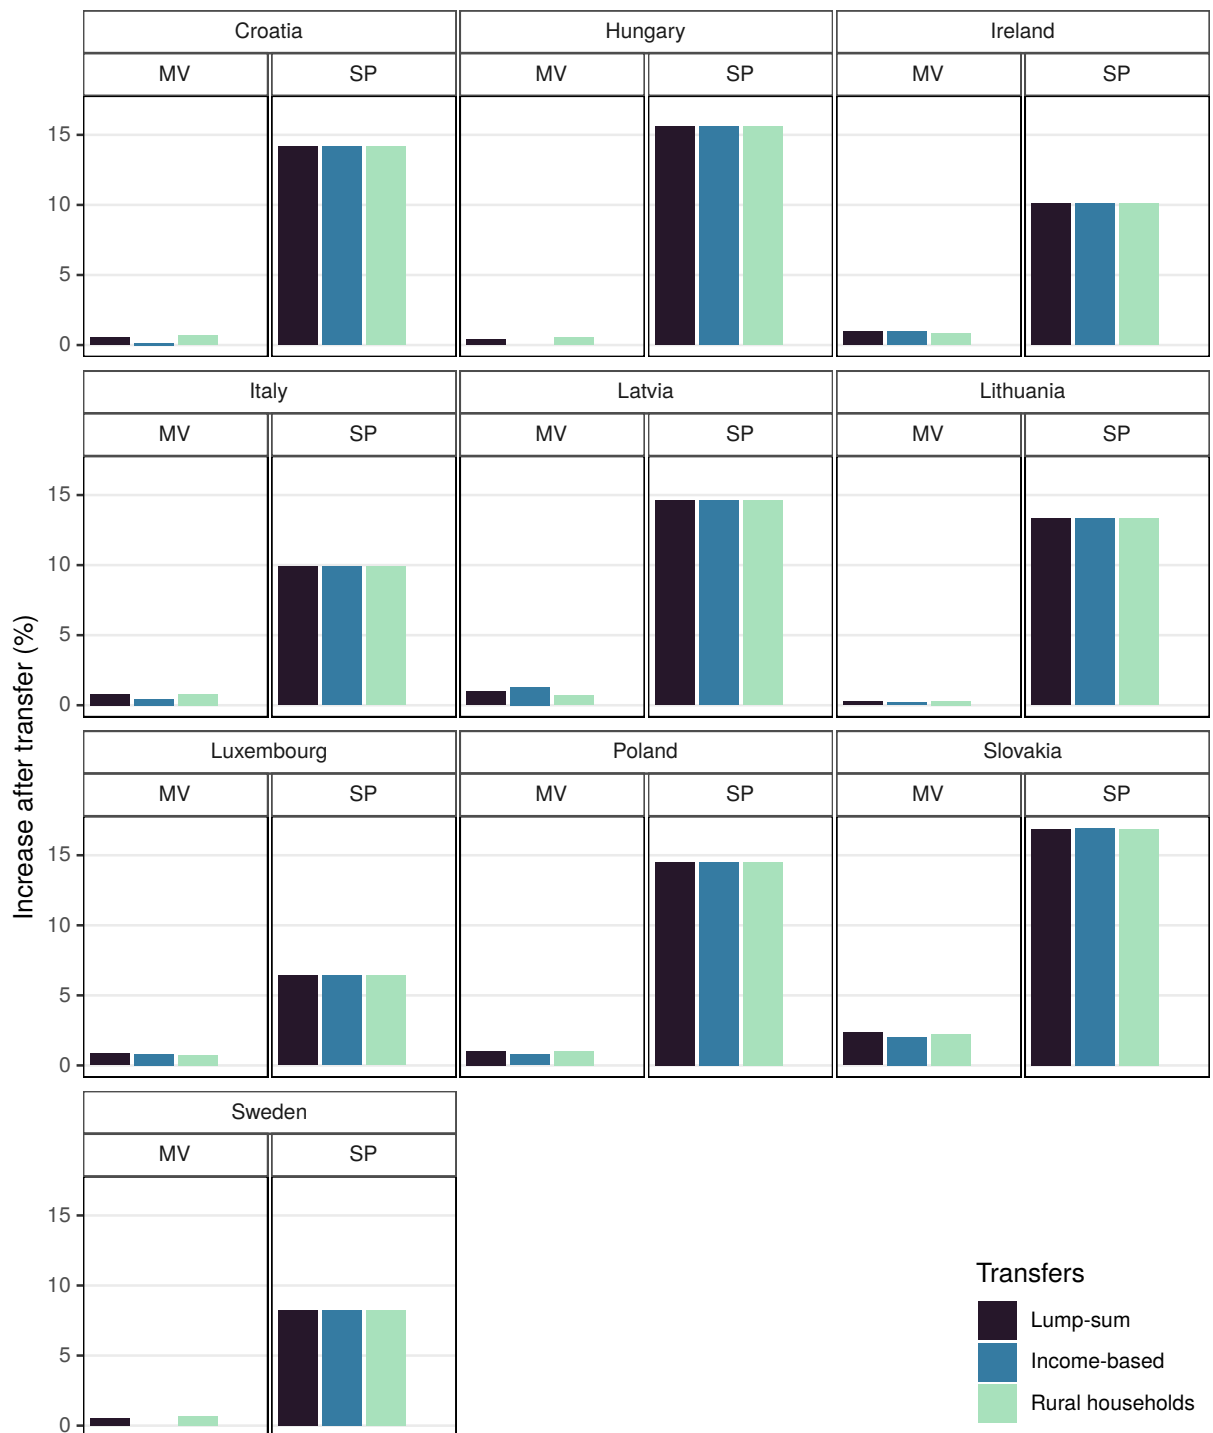 Croatia
Hungary
Ireland
MV
SP
MV
SP
MV
SP
15
10
5
0
Italy
Latvia
Lithuania
MV
SP
MV
SP
MV
SP
15
10
5
0
Increase after transfer (%)
Luxembourg
Poland
Slovakia
MV
SP
MV
SP
MV
SP
15
10
5
0
Sweden
MV
SP
15
10
5
0
Transfers
Lump-sum
Income-based
Rural households